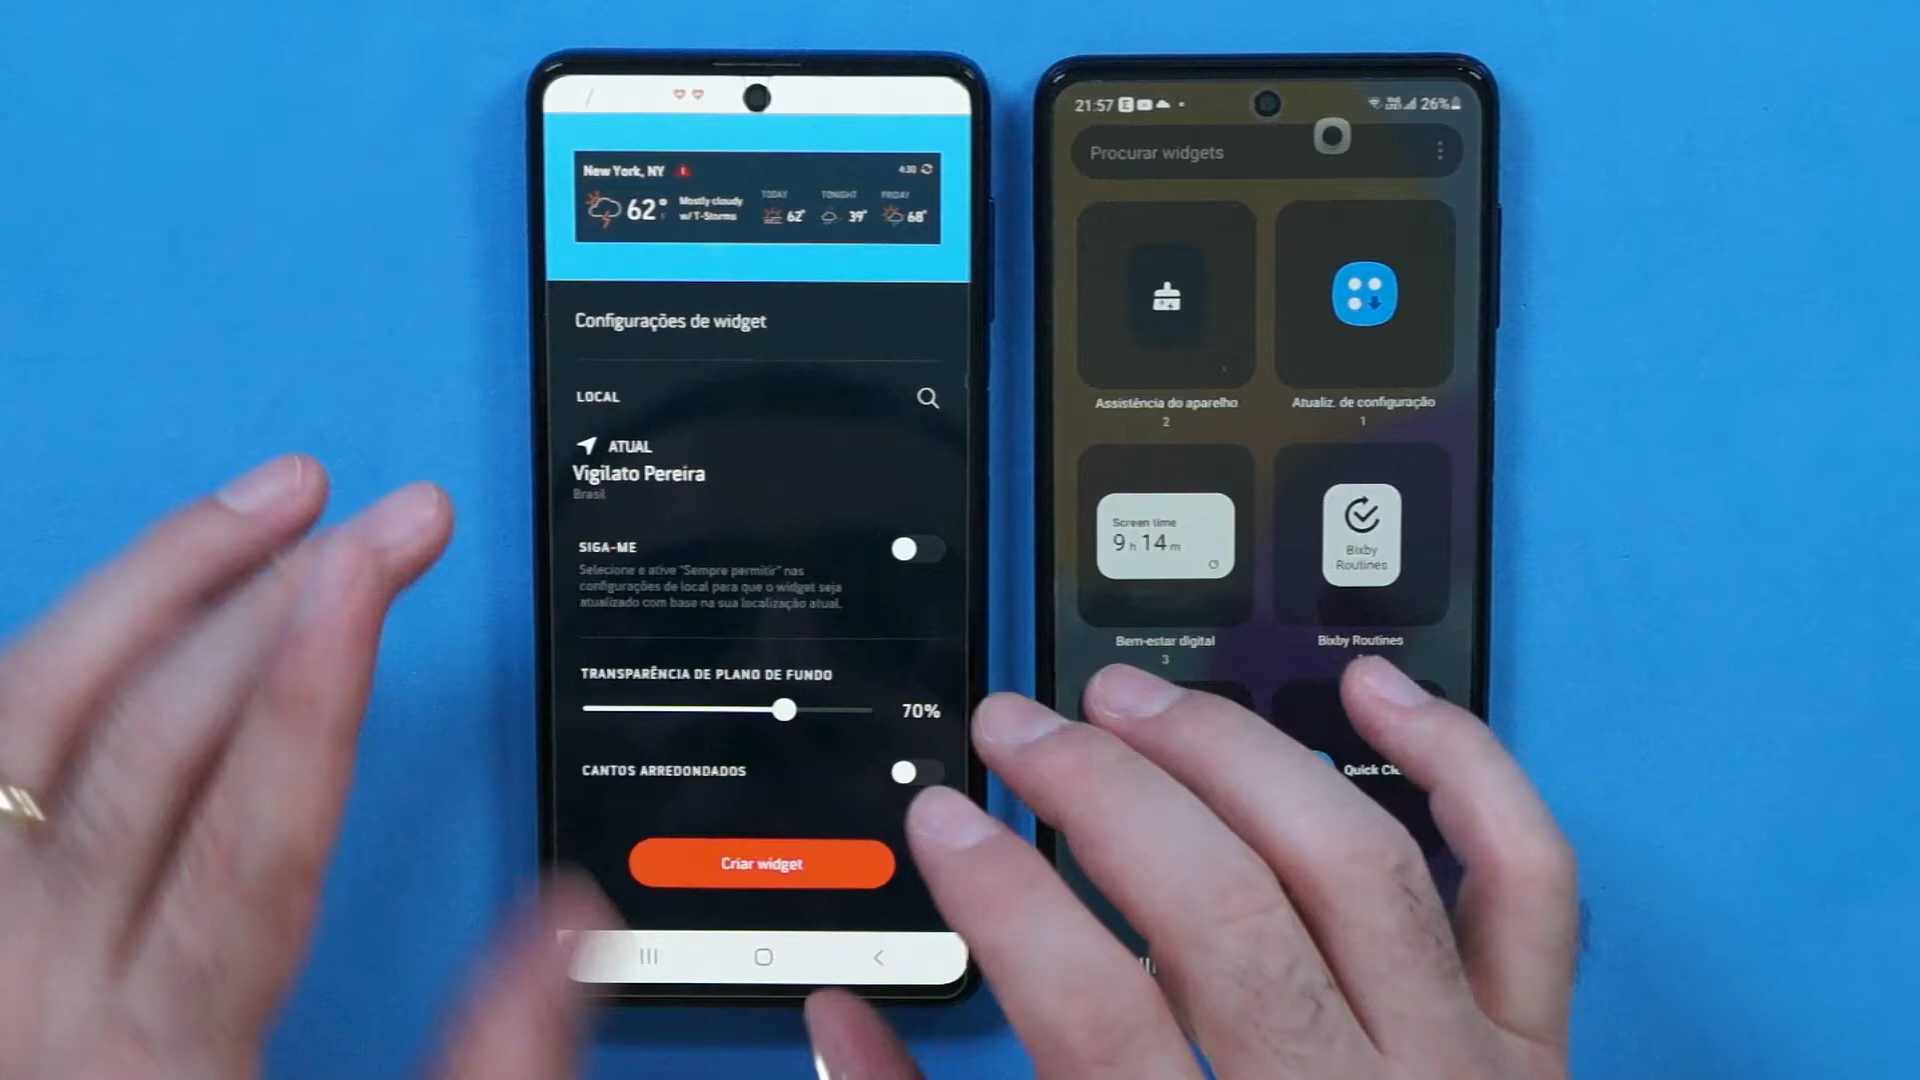 New York, NY
4:30
62°
Mostly cloudy
w/ T-Storms
TODAY
62°
TONIGHT
39°
FRIDAY
68°
Configurações de widget
LOCAL
ATUAL
Vigilato Pereira
Brasil
SIGA-ME
Selecione e ative "Sempre permitir" nas
configurações de local para que o widget seja
atualizado com base na sua localização atual.
TRANSPARÊNCIA DE PLANO DE FUNDO
70%
CANTOS ARREDONDADOS
Criar widget
21:57
26%
Procurar widgets
Assistência do aparelho
2
Atualiz. de configuração
1
Screen time
9 h 14 m
Bixby
Routines
Bem-estar digital
3
Bixby Routines
Quick